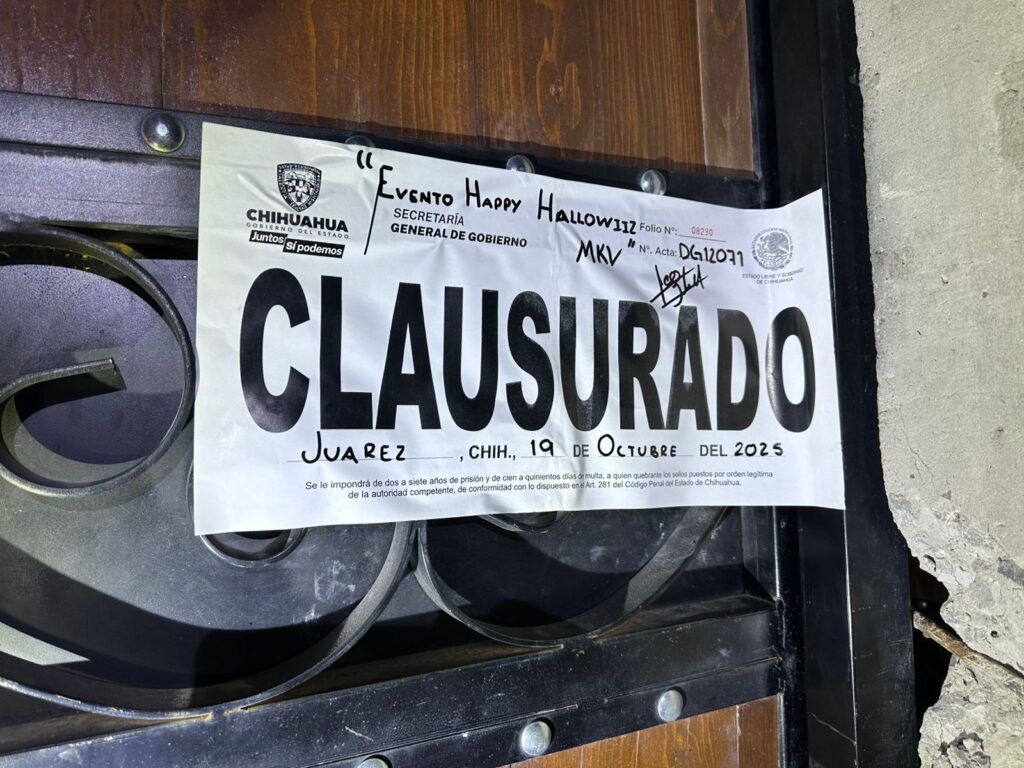 CHIHUAHUA
GOBIERNO DEL ESTADO
Juntos Sí podemos
"EVENTO HAPPY HALLOWIIZ
MKV"
SECRETARÍA
GENERAL DE GOBIERNO
Folio Nº: 08230
Nº. Acta: DG12071
ESTADO LIBRE Y SOBERANO
DE CHIHUAHUA
CLAUSURADO
JUAREZ, CHIH., 19 DE OCTUBRE DEL 2025
Se le impondrá de dos a siete años de prisión y de cien a quinientos días de multa, a quien quebrante los sellos puestos por orden legítima
de la autoridad competente, de conformidad con lo dispuesto en el Art. 281 del Código Penal del Estado de Chihuahua.